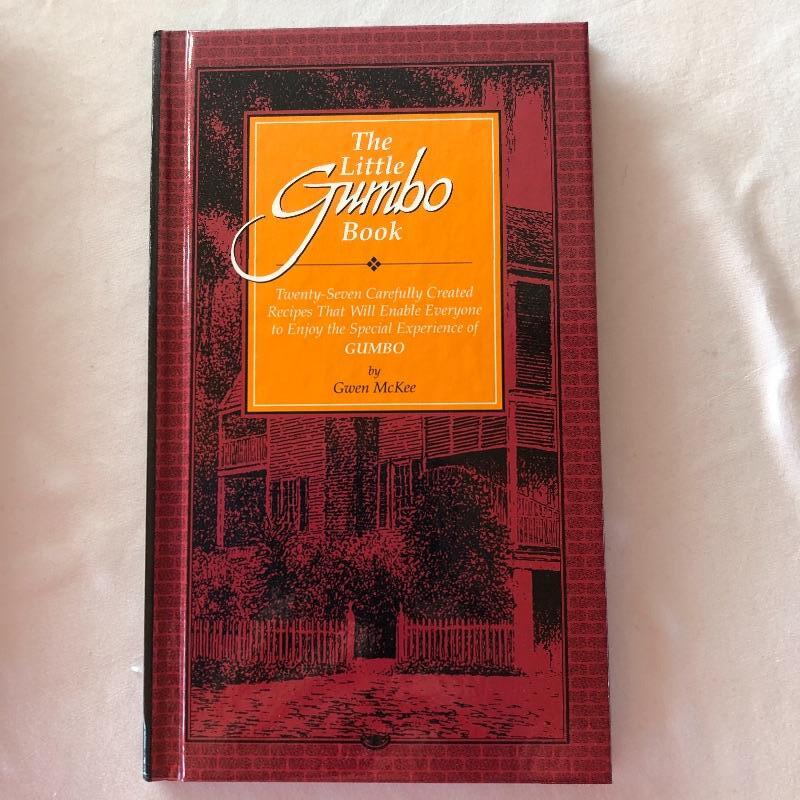 The
Little
Gumbo
Book
Twenty-Seven Carefully Created
Recipes That Will Enable Everyone
to Enjoy the Special Experience of
GUMBO
by
Gwen McKee